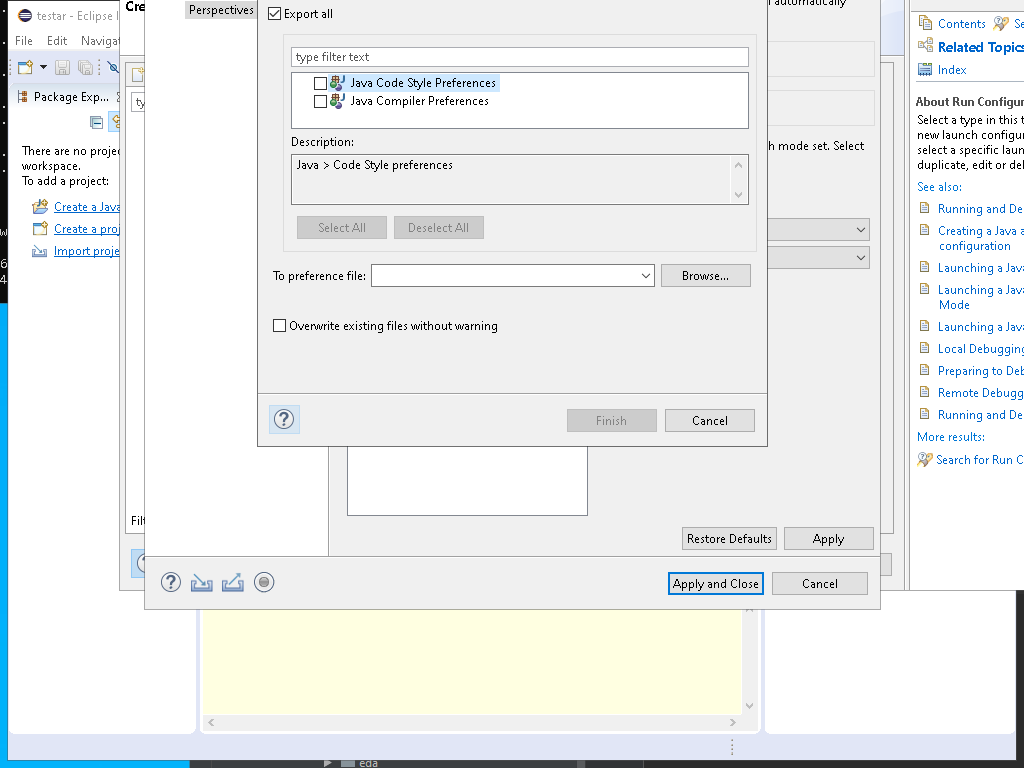 testar - Eclipse I
File Edit Navigat
Package Exp...
There are no proje
workspace.
To add a project:
Create a Java
Create a proj
Import proje
Cre
ty
Filt
Perspectives
Export all
type filter text
Java Code Style Preferences
Java Compiler Preferences
Description:
Java > Code Style preferences
Select All Deselect All
To preference file: Browse...
Overwrite existing files without warning
Finish Cancel
automatically
h mode set. Select
Restore Defaults Apply
Apply and Close Cancel
Contents Se
Related Topics
Index
About Run Configur
Select a type in this t
new launch configur
select a specific laun
duplicate, edit or del
See also:
Running and De
Creating a Java a
configuration
Launching a Java
Launching a Java
Mode
Launching a Java
Local Debugging
Preparing to Deb
Remote Debugg
Running and De
More results:
Search for Run C
eda